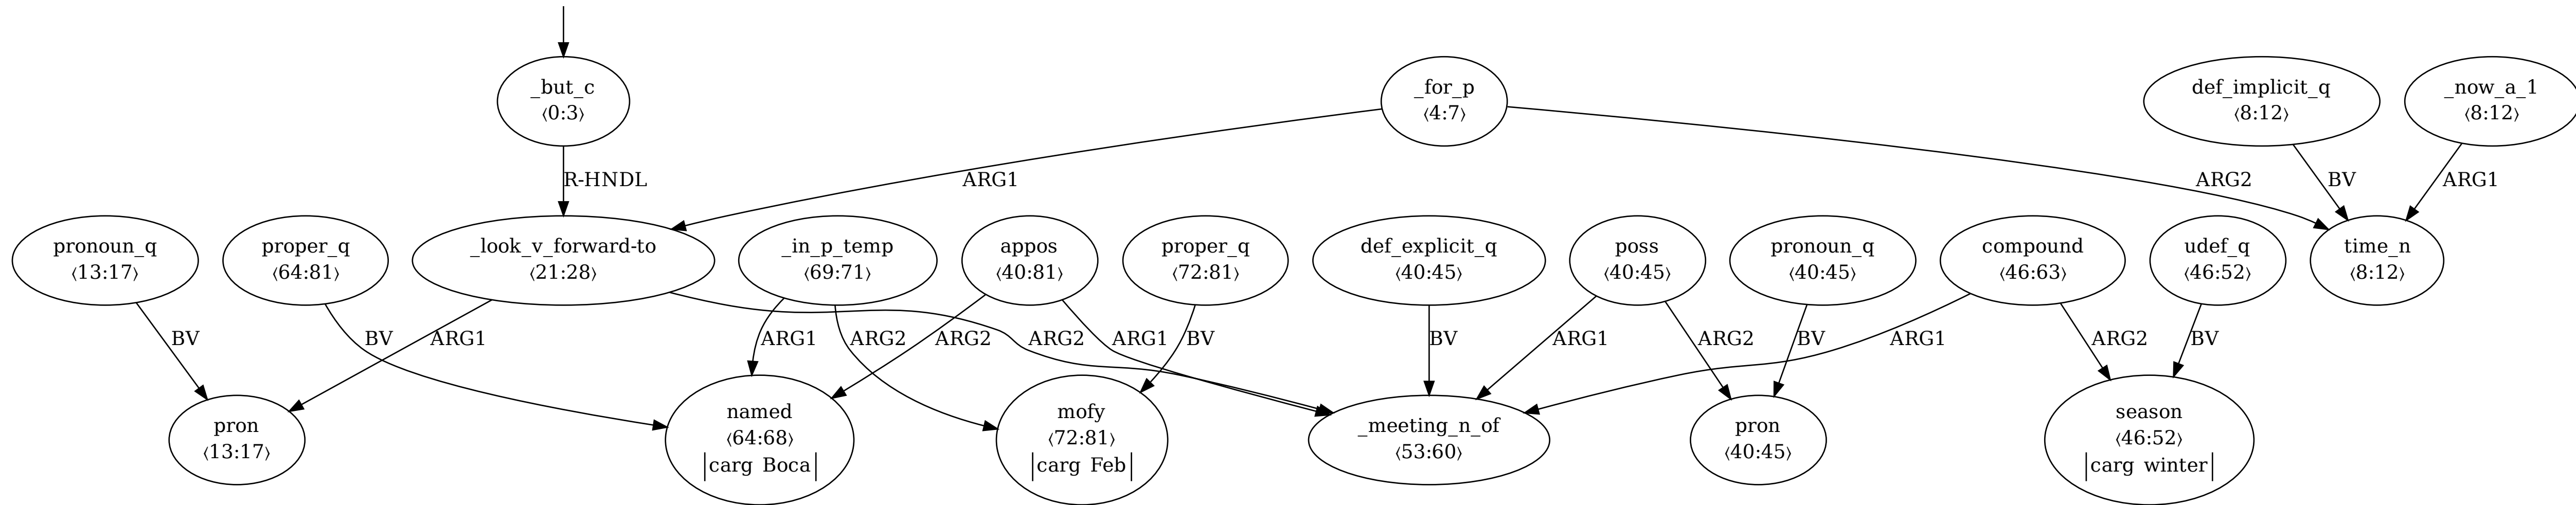 _but_c
⟨0:3⟩
_for_p
⟨4:7⟩
def_implicit_q
⟨8:12⟩
_now_a_1
⟨8:12⟩
R-HNDL
ARG1
ARG2
BV
ARG1
pronoun_q
⟨13:17⟩
proper_q
⟨64:81⟩
_look_v_forward-to
⟨21:28⟩
_in_p_temp
⟨69:71⟩
appos
⟨40:81⟩
proper_q
⟨72:81⟩
def_explicit_q
⟨40:45⟩
poss
⟨40:45⟩
pronoun_q
⟨40:45⟩
compound
⟨46:63⟩
udef_q
⟨46:52⟩
time_n
⟨8:12⟩
BV
BV
ARG1
ARG1
ARG2
ARG2
ARG2
ARG1
BV
BV
ARG1
ARG2
BV
ARG1
ARG2
BV
pron
⟨13:17⟩
named
⟨64:68⟩
carg Boca
mofy
⟨72:81⟩
carg Feb
_meeting_n_of
⟨53:60⟩
pron
⟨40:45⟩
season
⟨46:52⟩
carg winter